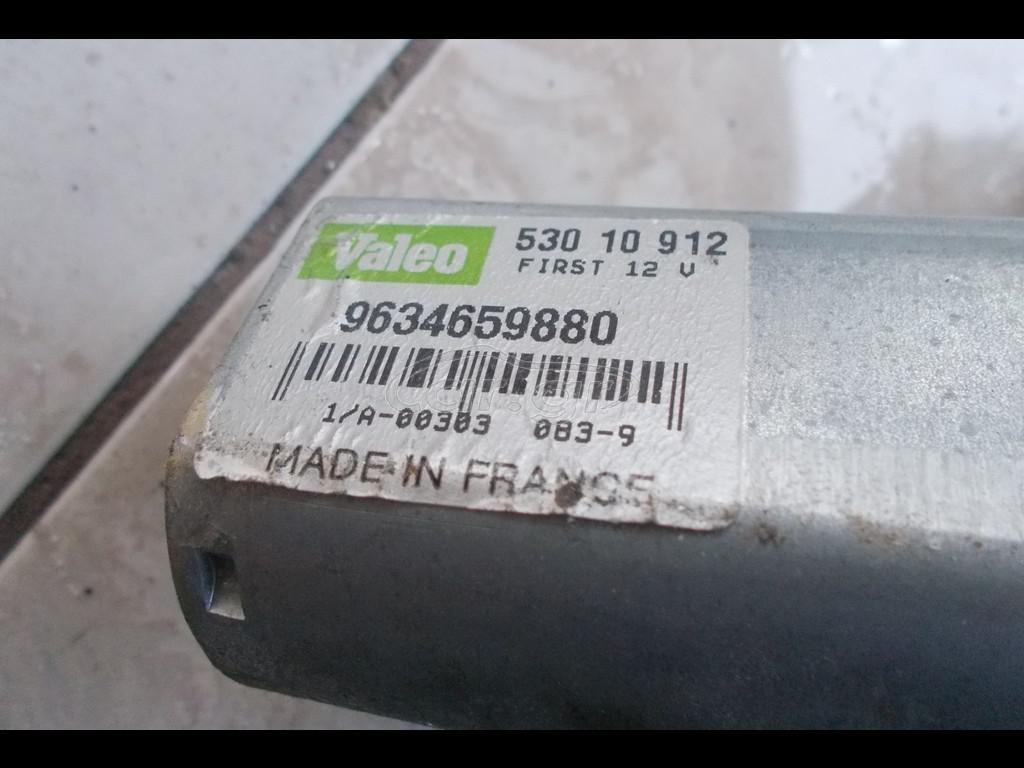 Valeo 530 10 912
FIRST 12 V
9634659880
1/A-00303 083-9
MADE IN FRANCE